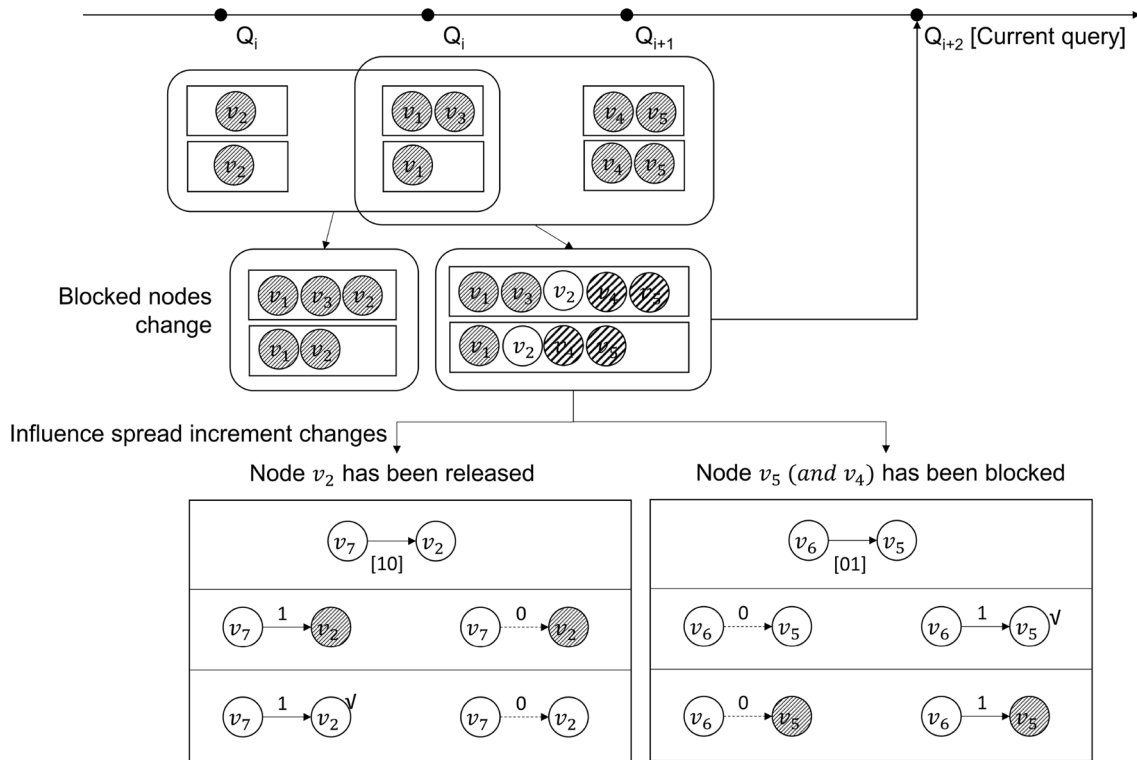 Q_i Q_i Q_{i+1} Q_{i+2} [Current query]
v_2 v_1 v_3 v_4 v_5
v_2 v_1 v_4 v_5
Blocked nodes
change
v_1 v_3 v_2 v_1 v_3 v_2 v_4 v_5
v_1 v_2 v_1 v_2 v_4 v_5
Influence spread increment changes
Node v_2 has been released
v_7 v_2
[10]
v_7 1 v_2 v_7 0 v_2
v_7 1 v_2 √ v_7 0 v_2
Node v_5 (and v_4) has been blocked
v_6 v_5
[01]
v_6 0 v_5 v_6 1 v_5 √
v_6 0 v_5 v_6 1 v_5